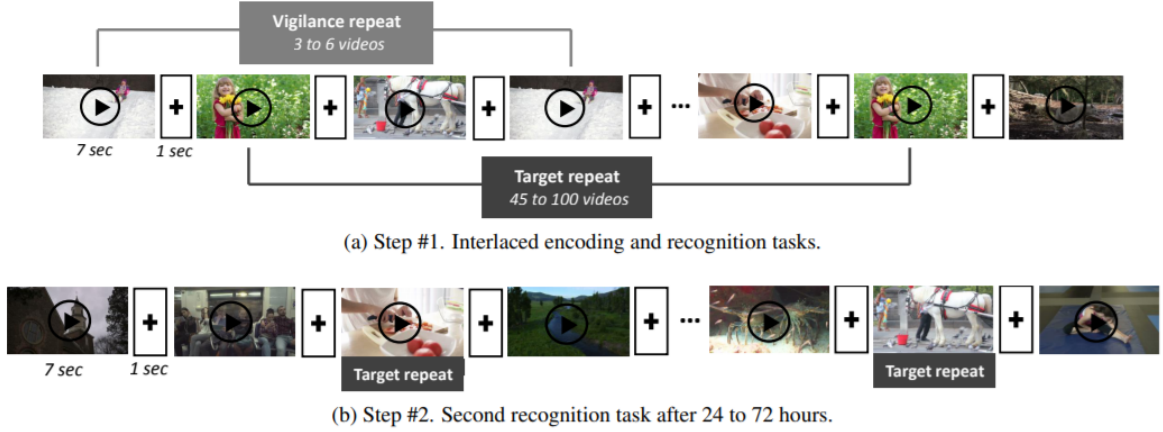 Vigilance repeat
3 to 6 videos
7 sec
1 sec
Target repeat
45 to 100 videos
(a) Step #1. Interlaced encoding and recognition tasks.
7 sec
1 sec
Target repeat
Target repeat
(b) Step #2. Second recognition task after 24 to 72 hours.